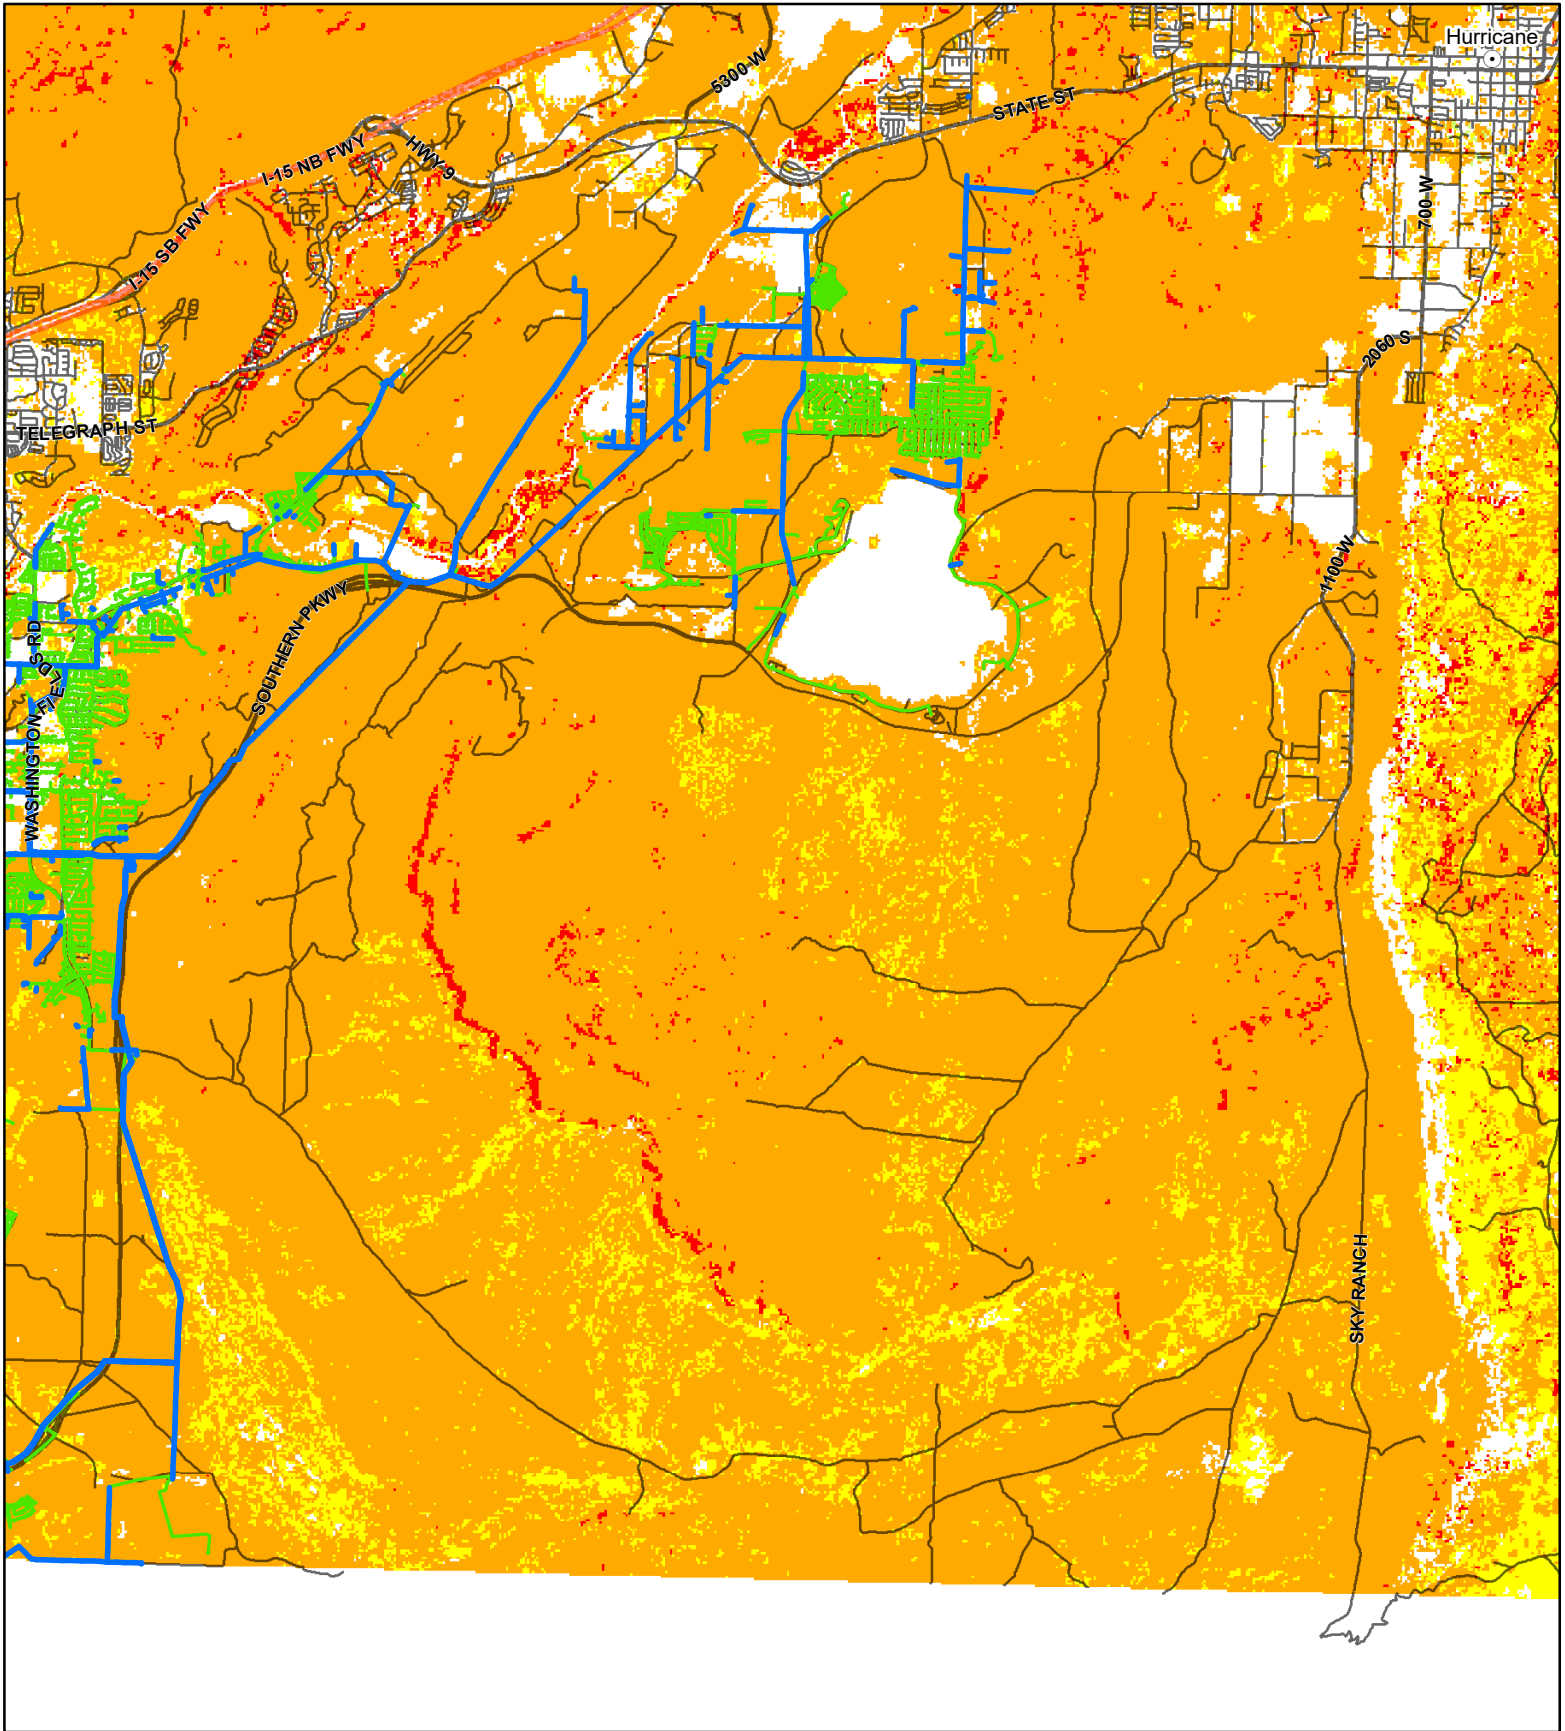 Hurricane
5300 W
STATE ST
I-15 NB FWY
HWY 9
700 W
I-15 SB FWY
2060 S
TELEGRAPH ST
1100 W
SOUTHERN PKWY
WASHINGTON FIELDS RD
SKY RANCH